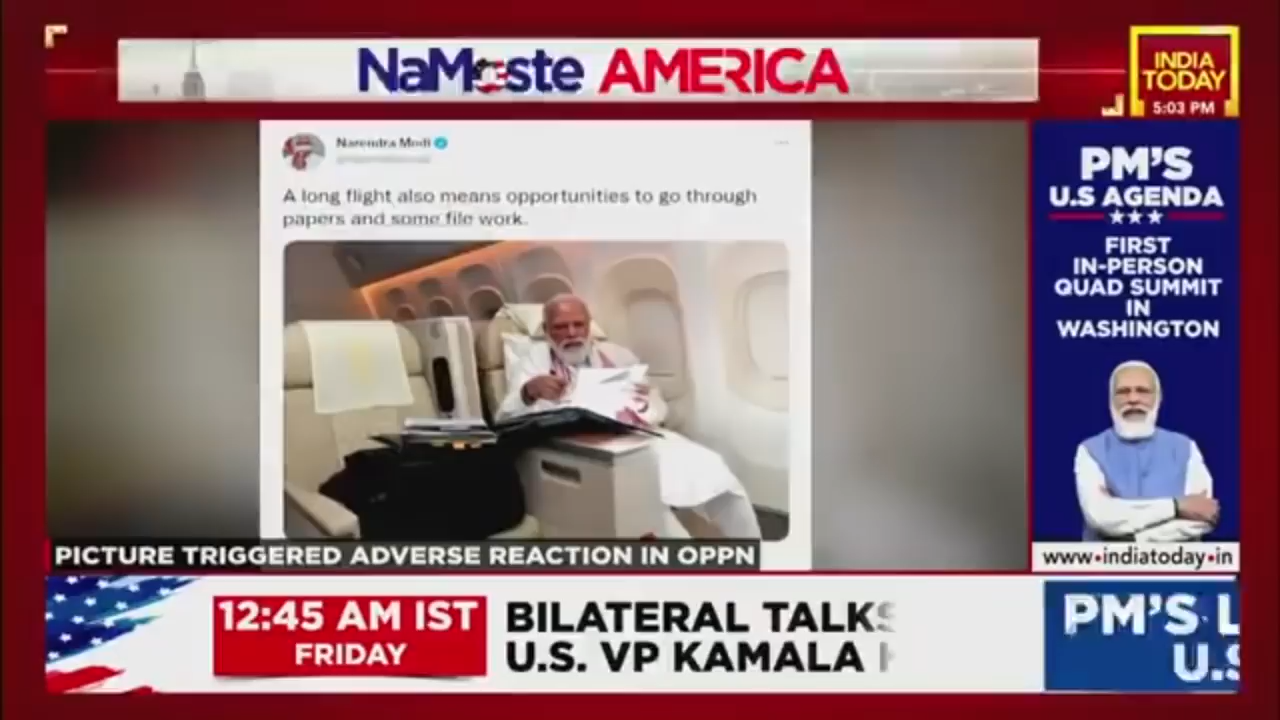 NaMoste AMERICA
INDIA
TODAY
5:03 PM
Narendra Modi
A long flight also means opportunities to go through
papers and some file work.
PM'S
U.S AGENDA
FIRST
IN-PERSON
QUAD SUMMIT
IN
WASHINGTON
www•indiatoday•in
PICTURE TRIGGERED ADVERSE REACTION IN OPPN
12:45 AM IST
FRIDAY
BILATERAL TALKS
U.S. VP KAMALA
PM'S L
U.S